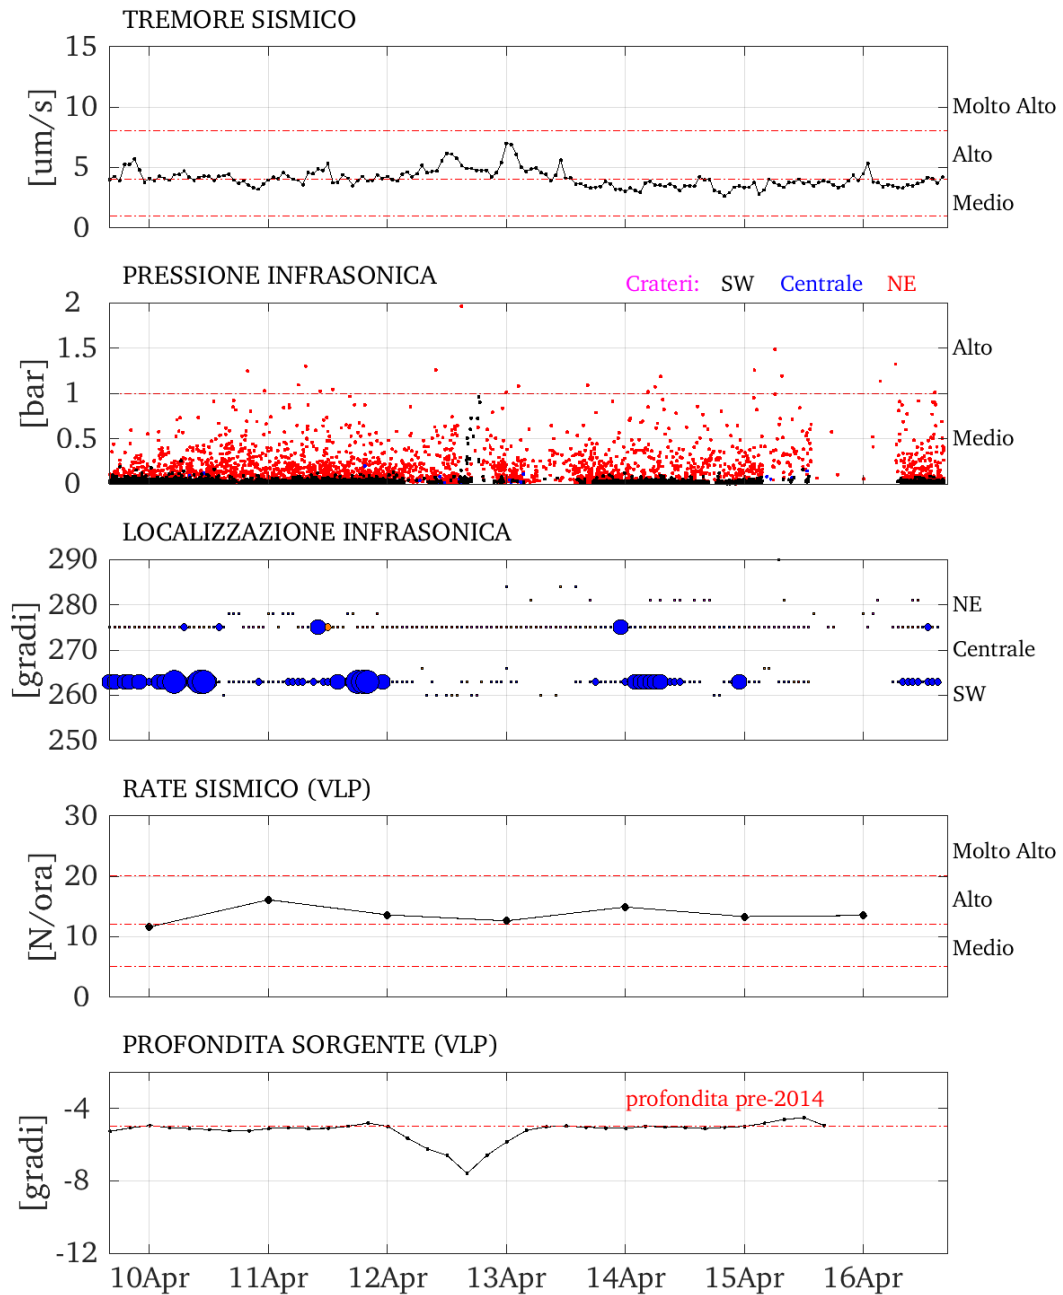 TREMORE SISMICO
15
10
5
0
[um/s]
Molto Alto
Alto
Medio
PRESSIONE INFRASONICA
Crateri: SW Centrale NE
2
1.5
1
0.5
0
[bar]
Alto
Medio
LOCALIZZAZIONE INFRASONICA
290
280
270
260
250
[gradi]
NE
Centrale
SW
RATE SISMICO (VLP)
30
20
10
0
[N/ora]
Molto Alto
Alto
Medio
PROFONDITA SORGENTE (VLP)
profondita pre-2014
-4
-8
-12
[gradi]
10Apr 11Apr 12Apr 13Apr 14Apr 15Apr 16Apr